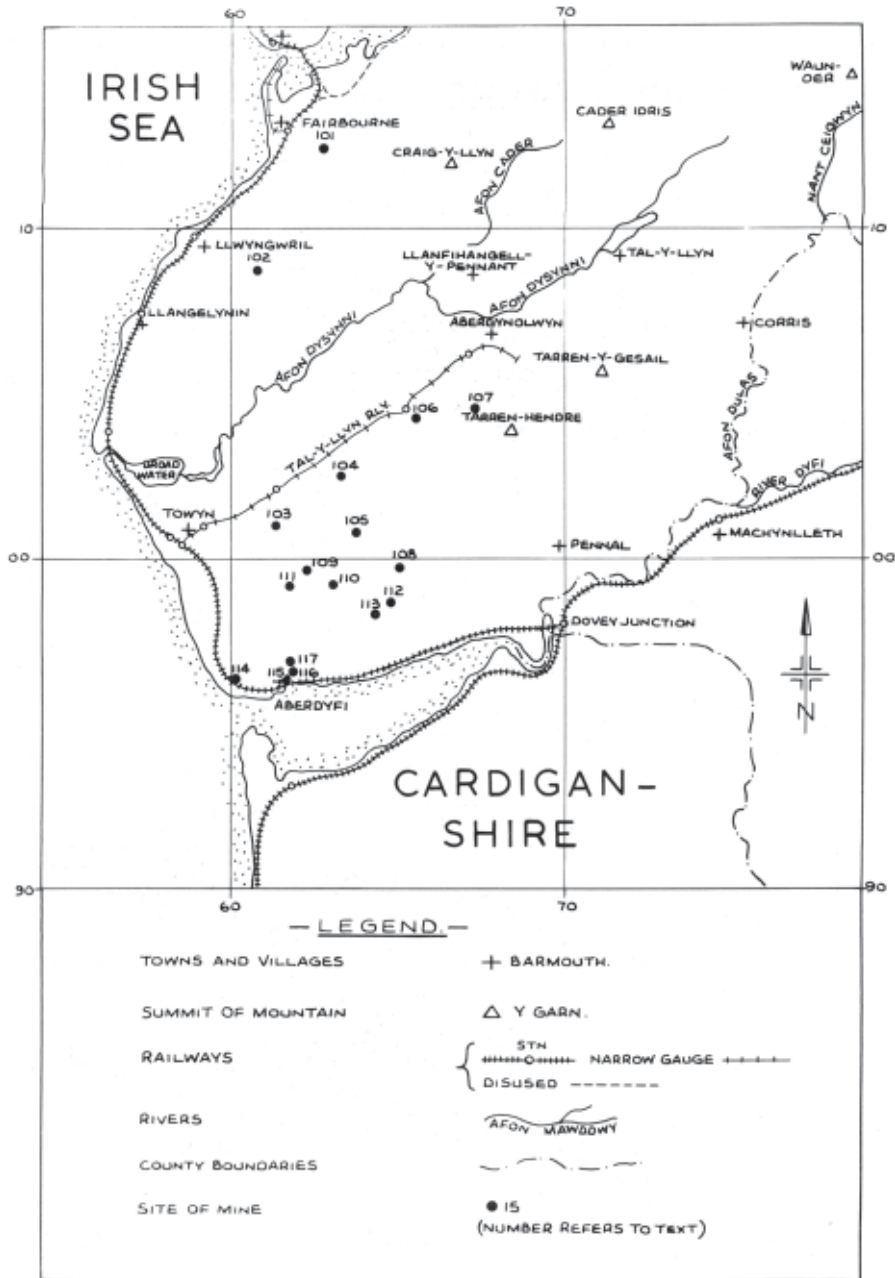 60
70
IRISH
SEA
WAUN-
OER
FAIRBOURNE
101
CADER IDRIS
CRAIG-Y-LLYN
AFON CADER
NANT CEIGWYN
10
10
LLWYNGWRIL
102
LLANFIHANGELL-
Y-PENNANT
TAL-Y-LLYN
AFON DYSYNNI
LLANGELYNIN
ABERDYNOLWYN
CORRIS
AFON DYSYNNI
TARREN-Y-GESAIL
AFON DULAS
106
107
TARREN-HENDRE
TAL-Y-LLYN RLY.
BROAD
WATER
104
RIVER DYFI
TOWYN
103
105
MACHYNLLETH
PENNAL
00
00
109
108
111
110
112
113
DOVEY JUNCTION
117
114
115
116
ABERDYFI
N
CARDIGAN-
SHIRE
90
90
60
70
— LEGEND. —
TOWNS AND VILLAGES
BARMOUTH.
SUMMIT OF MOUNTAIN
Y GARN.
STN
RAILWAYS
NARROW GAUGE
DISUSED
RIVERS
AFON MAWDDWY
COUNTY BOUNDARIES
SITE OF MINE
15
(NUMBER REFERS TO TEXT)